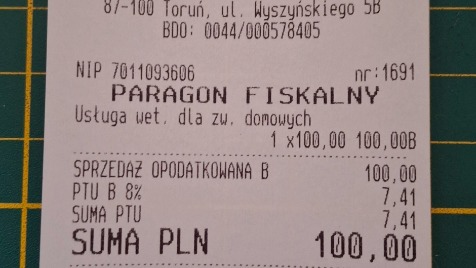 87-100 Toruń, ul. Wyszyńskiego 5B
BDO: 0044/000578405
NIP 7011093606 nr:1691
PARAGON FISKALNY
Usługa wet. dla zw. domowych
1 x100,00 100,00B
SPRZEDAŻ OPODATKOWANA B 100,00
PTU B 8% 7,41
SUMA PTU 7,41
SUMA PLN 100,00